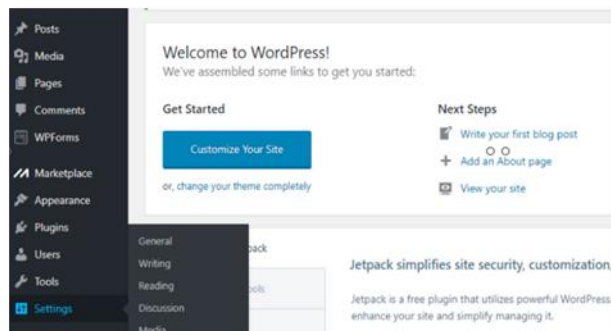 Posts
Media
Pages
Comments
WPForms
Marketplace
Appearance
Plugins
Users
Tools
Settings
General
Writing
Reading
Discussion
Media
Welcome to WordPress!
We've assembled some links to get you started:
Get Started
Customize Your Site
or, change your theme completely
Next Steps
Write your first blog post
Add an About page
View your site
Jetpack simplifies site security, customization,
Jetpack is a free plugin that utilizes powerful WordPress
enhance your site and simplify managing it.